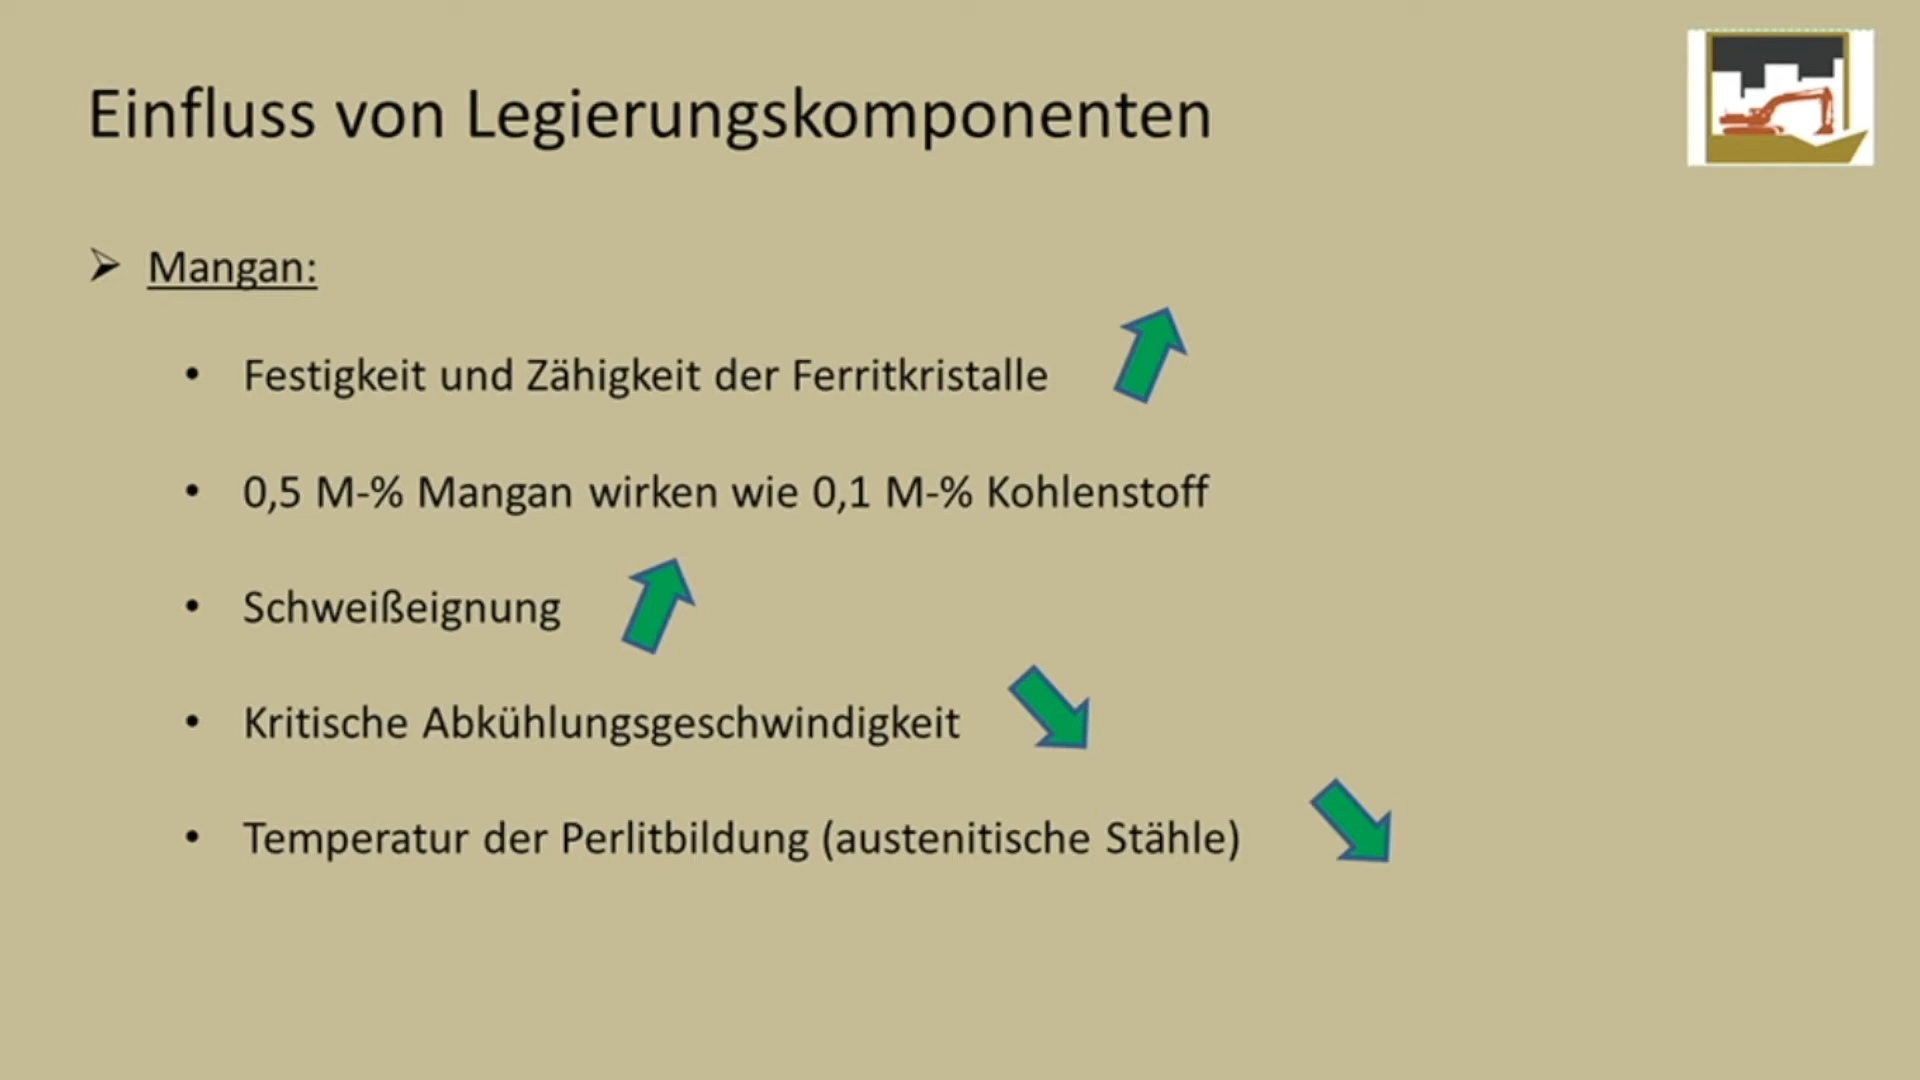 Einfluss von Legierungskomponenten
➢ Mangan:
• Festigkeit und Zähigkeit der Ferritkristalle
• 0,5 M-% Mangan wirken wie 0,1 M-% Kohlenstoff
• Schweißeignung
• Kritische Abkühlungsgeschwindigkeit
• Temperatur der Perlitbildung (austenitische Stähle)